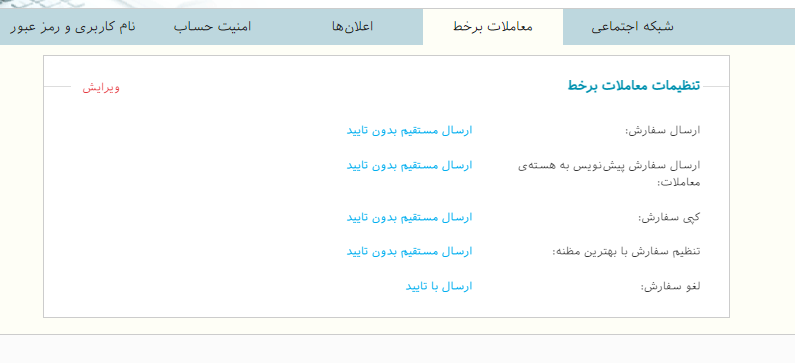 شبکه اجتماعی
معاملات برخط
اعلان‌ها
امنیت حساب
نام کاربری و رمز عبور
تنظیمات معاملات برخط
ویرایش
ارسال سفارش:
ارسال مستقیم بدون تایید
ارسال سفارش پیش‌نویس به هسته‌ی
معاملات:
ارسال مستقیم بدون تایید
کپی سفارش:
ارسال مستقیم بدون تایید
تنظیم سفارش با بهترین مظنه:
ارسال مستقیم بدون تایید
لغو سفارش:
ارسال با تایید